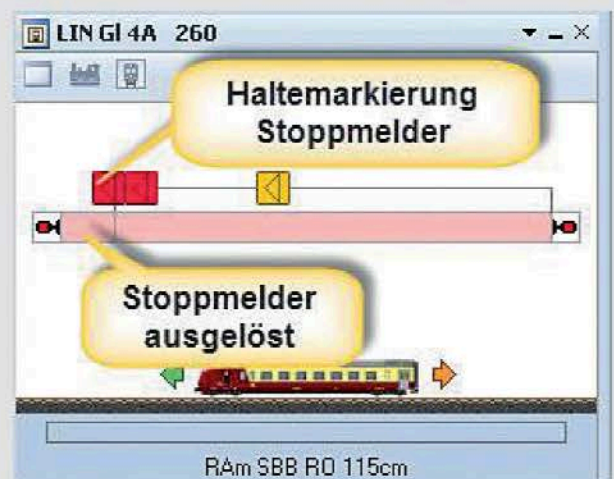 LIN Gl 4A 260
Haltemarkierung
Stoppmelder
Stoppmelder
ausgelöst
RAm SBB RO 115cm